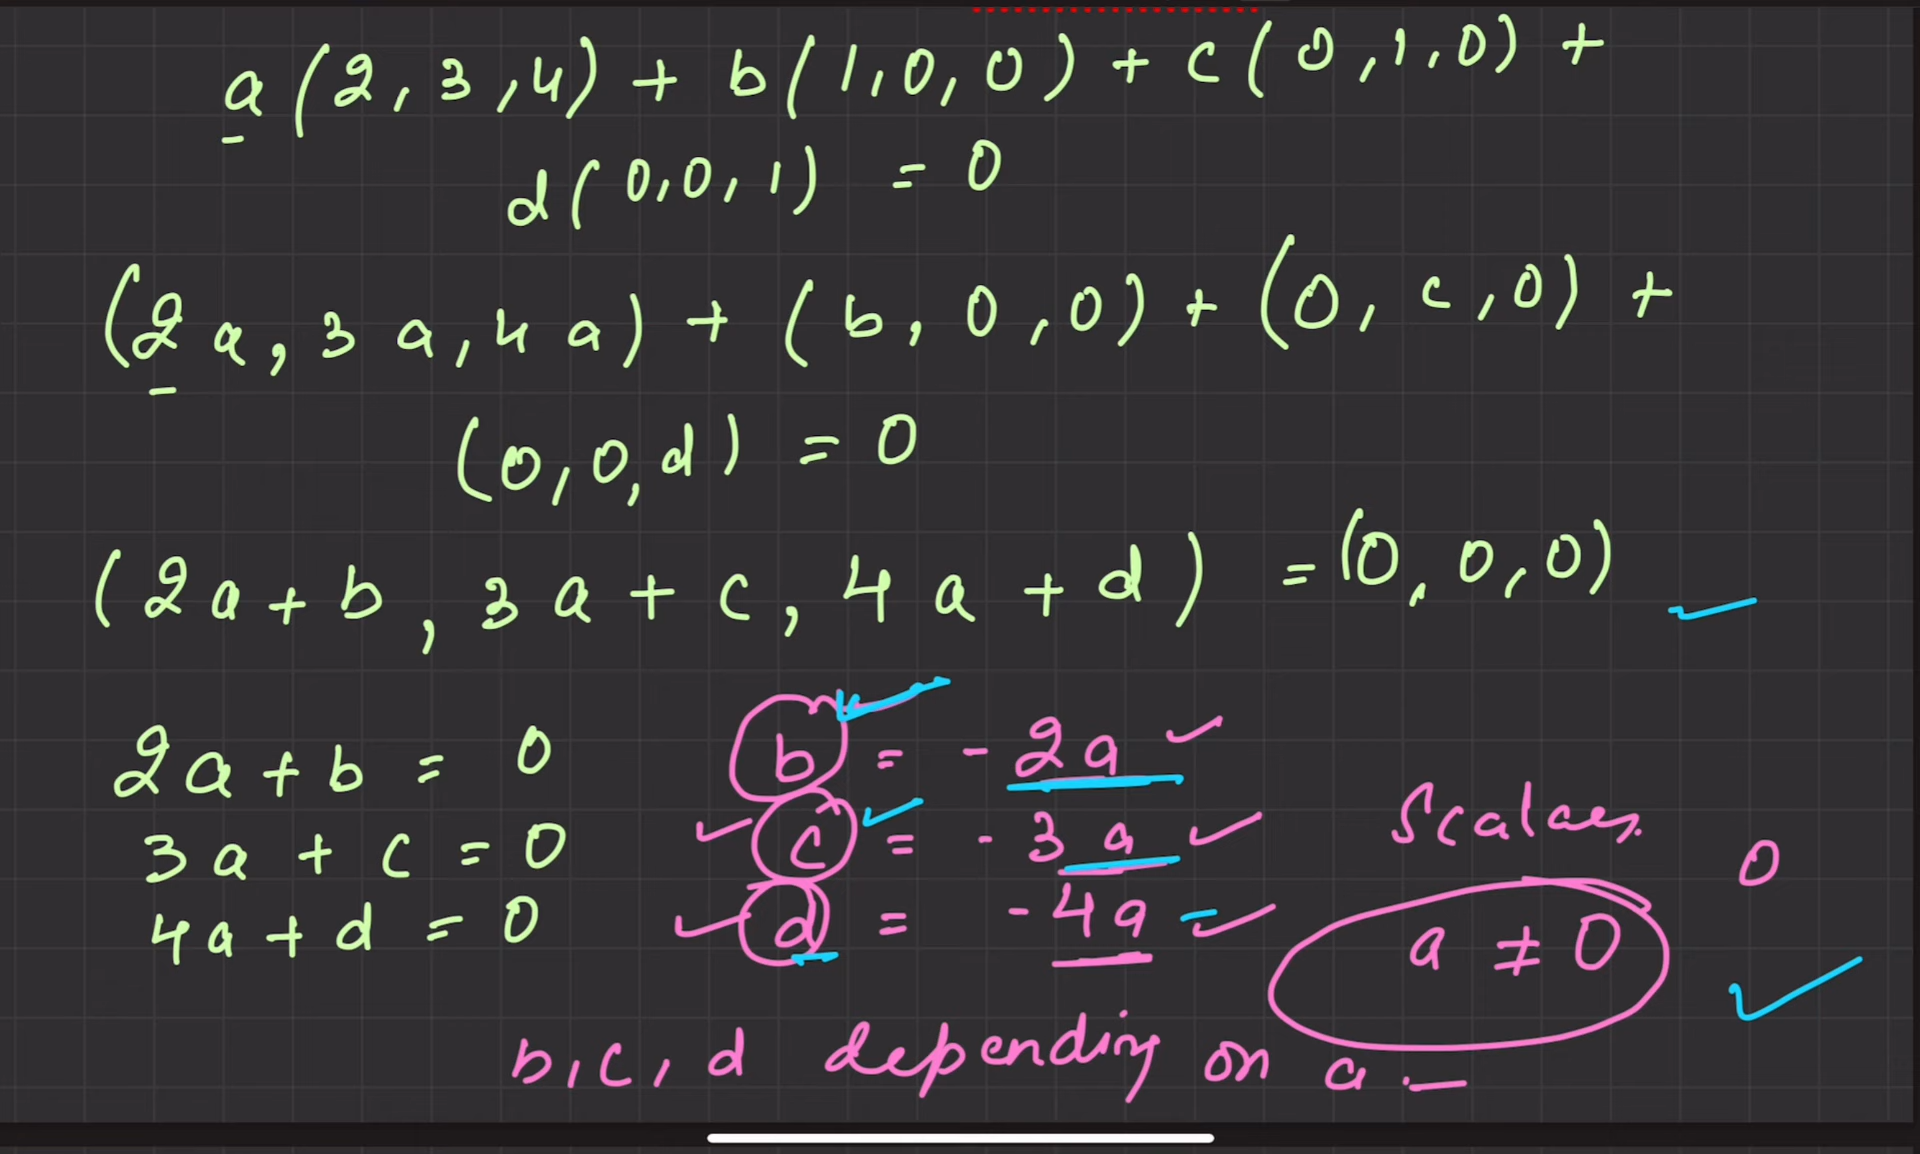 a(2,3,4) + b(1,0,0) + c(0,1,0) +
d(0,0,1) = 0
(2a, 3a, 4a) + (b, 0, 0) + (0, c, 0) +
(0, 0, d) = 0
(2a + b, 3a + c, 4a + d) = (0, 0, 0)
2a + b = 0
3a + c = 0
4a + d = 0
b = -2a
c = -3a
d = -4a
Scalars
0
a ≠ 0
b, c, d depending on a.